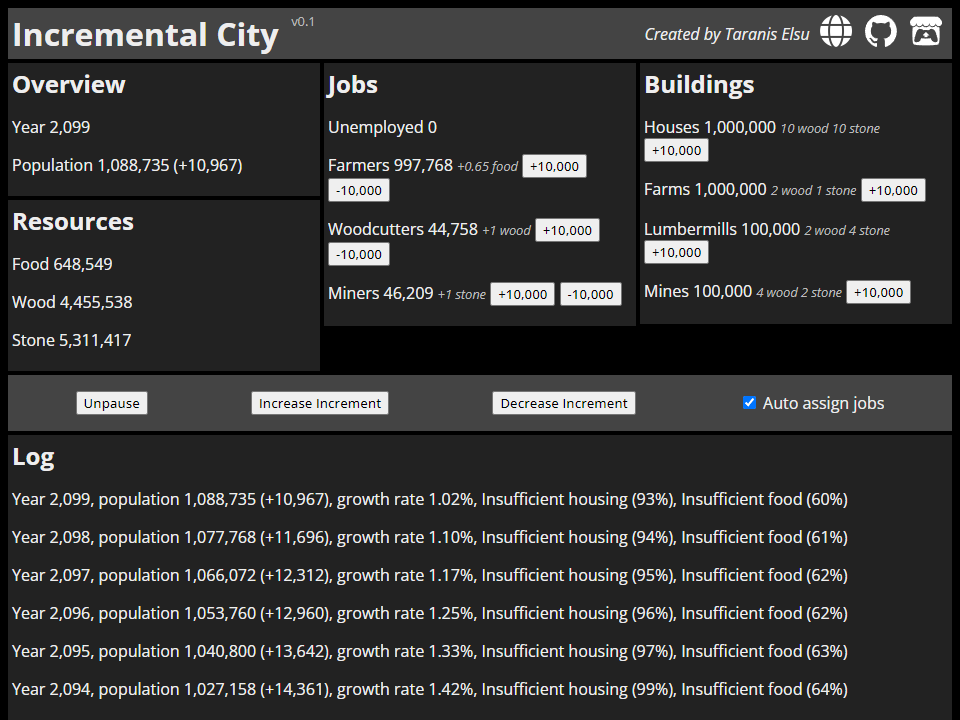 Incremental City v0.1
Created by Taranis Elsu
Overview
Year 2,099
Population 1,088,735 (+10,967)
Resources
Food 648,549
Wood 4,455,538
Stone 5,311,417
Jobs
Unemployed 0
Farmers 997,768 +0.65 food +10,000
-10,000
Woodcutters 44,758 +1 wood +10,000
-10,000
Miners 46,209 +1 stone +10,000 -10,000
Buildings
Houses 1,000,000 10 wood 10 stone
+10,000
Farms 1,000,000 2 wood 1 stone +10,000
Lumbermills 100,000 2 wood 4 stone
+10,000
Mines 100,000 4 wood 2 stone +10,000
Unpause Increase Increment Decrease Increment Auto assign jobs
Log
Year 2,099, population 1,088,735 (+10,967), growth rate 1.02%, Insufficient housing (93%), Insufficient food (60%)
Year 2,098, population 1,077,768 (+11,696), growth rate 1.10%, Insufficient housing (94%), Insufficient food (61%)
Year 2,097, population 1,066,072 (+12,312), growth rate 1.17%, Insufficient housing (95%), Insufficient food (62%)
Year 2,096, population 1,053,760 (+12,960), growth rate 1.25%, Insufficient housing (96%), Insufficient food (62%)
Year 2,095, population 1,040,800 (+13,642), growth rate 1.33%, Insufficient housing (97%), Insufficient food (63%)
Year 2,094, population 1,027,158 (+14,361), growth rate 1.42%, Insufficient housing (99%), Insufficient food (64%)